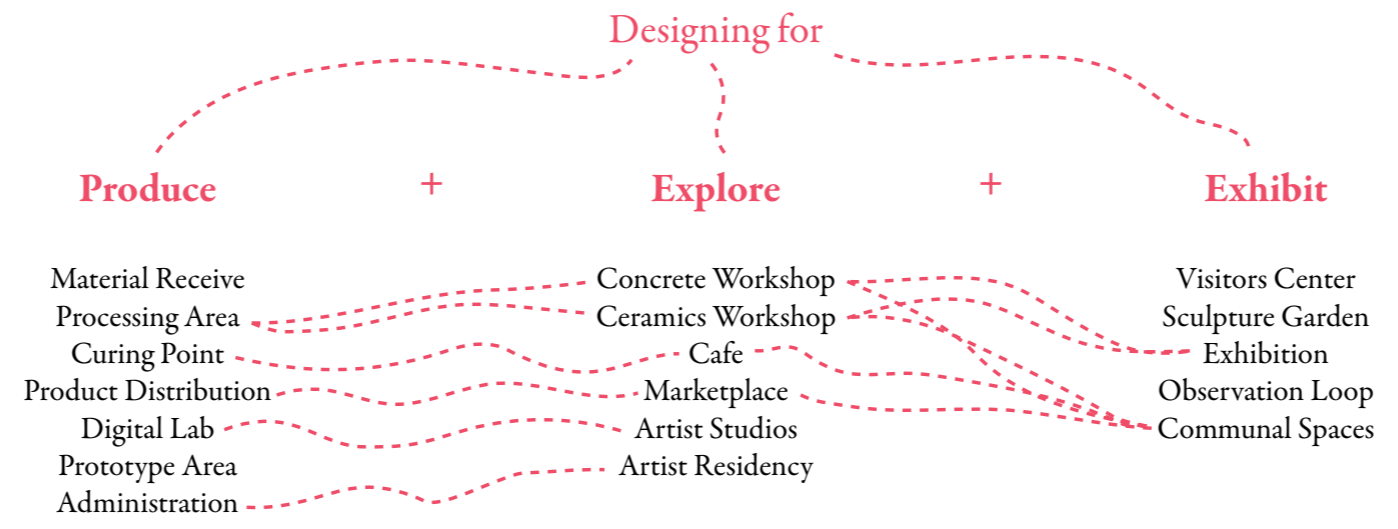 Designing for
Produce + Explore + Exhibit
Material Receive
Processing Area
Curing Point
Product Distribution
Digital Lab
Prototype Area
Administration
Concrete Workshop
Ceramics Workshop
Cafe
Marketplace
Artist Studios
Artist Residency
Visitors Center
Sculpture Garden
Exhibition
Observation Loop
Communal Spaces